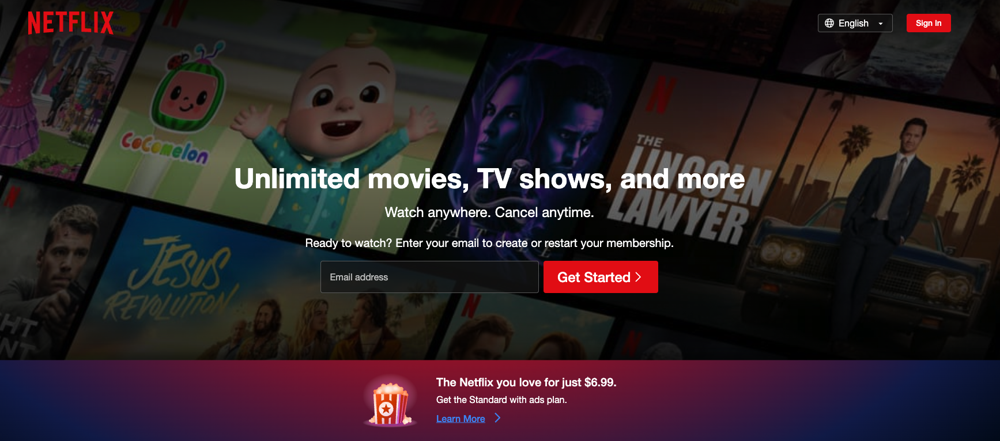 NETFLIX
English
Sign In
CoComelon
THE
LINCOLN
LAWYER
Unlimited movies, TV shows, and more
Watch anywhere. Cancel anytime.
JESUS
REVOLUTION
Ready to watch? Enter your email to create or restart your membership.
Email address
Get Started
The Netflix you love for just $6.99.
Get the Standard with ads plan.
Learn More